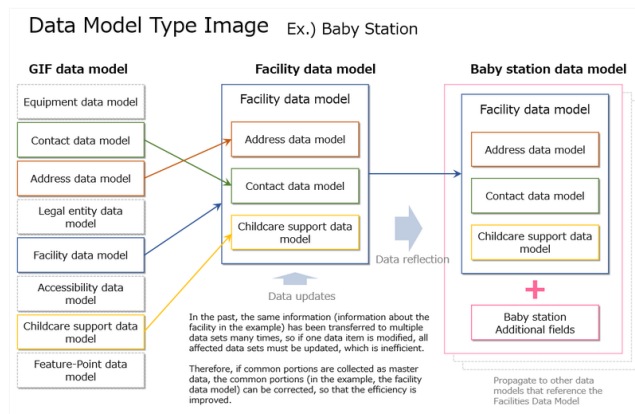 Data Model Type Image Ex.) Baby Station
GIF data model
Equipment data model
Contact data model
Address data model
Legal entity data
model
Facility data model
Accessibility data
model
Childcare support data
model
Feature-Point data
model
Facility data model
Facility data model
Address data model
Contact data model
Childcare support data
model
Data updates
In the past, the same information (information about the
facility in the example) has been transferred to multiple
data sets many times, so if one data item is modified, all
affected data sets must be updated, which is inefficient.
Therefore, if common portions are collected as master
data, the common portions (in the example, the facility
data model) can be corrected, so that the efficiency is
improved.
Data reflection
Baby station data model
Facility data model
Address data model
Contact data model
Childcare support data
model
+
Baby station
Additional fields
Propagate to other data
models that reference the
Facilities Data Model